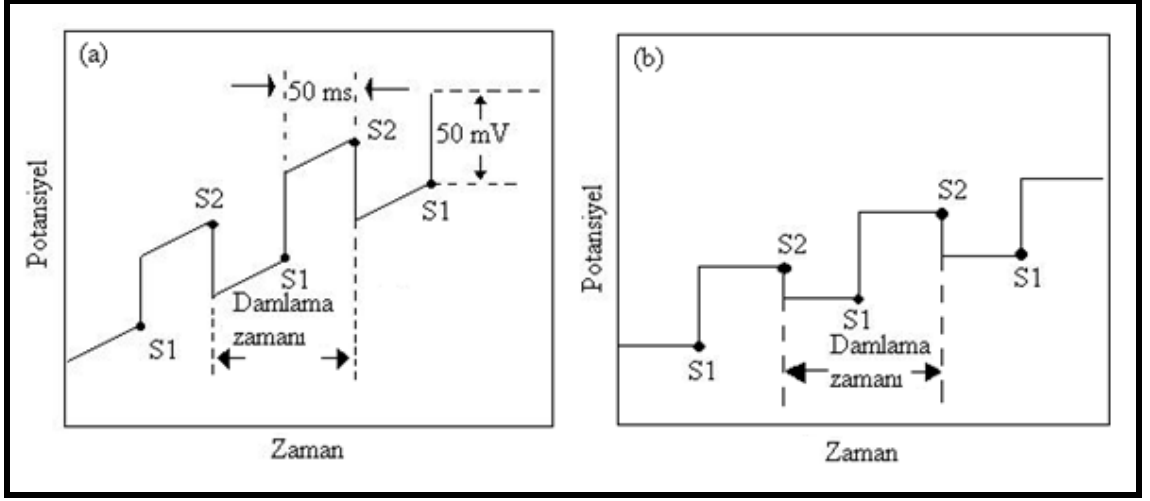 (a)
50 ms
S2
50 mV
S2
S1
S1
Damlama
zamanı
S1
Potansiyel
Zaman
(b)
S2
S2
S1
S1
Damlama
zamanı
S1
Potansiyel
Zaman